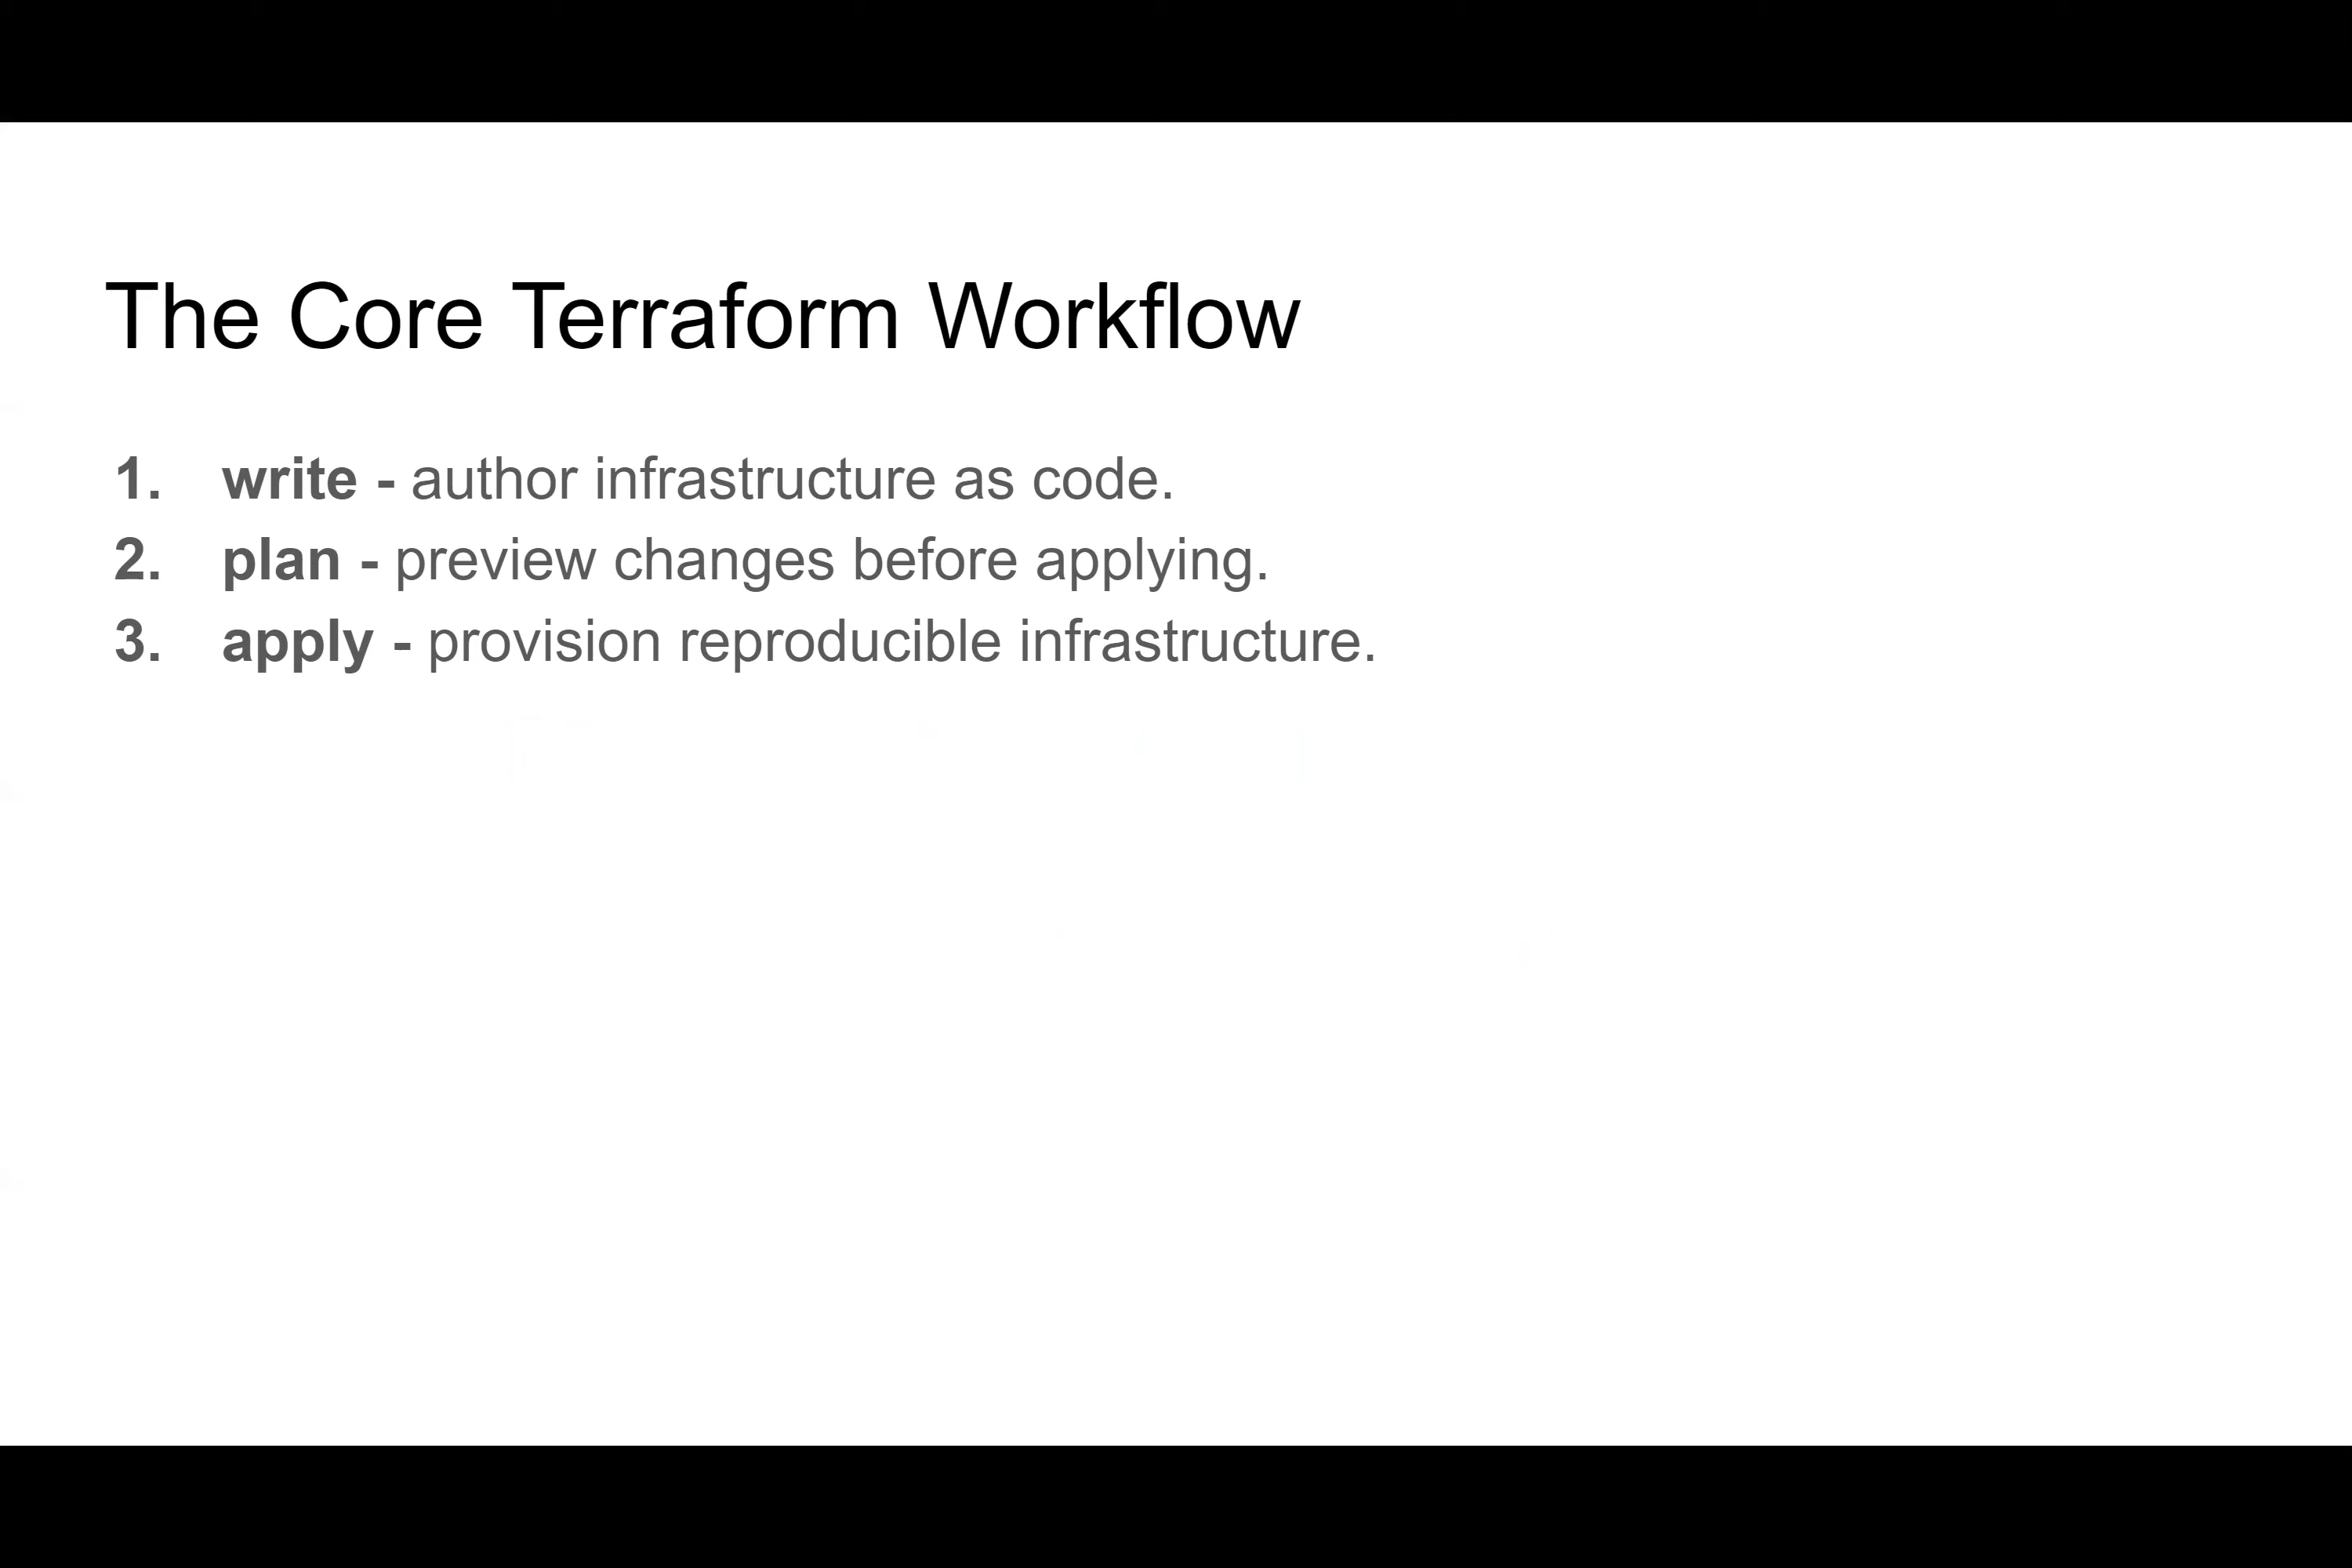 The Core Terraform Workflow
1. write - author infrastructure as code.
2. plan - preview changes before applying.
3. apply - provision reproducible infrastructure.